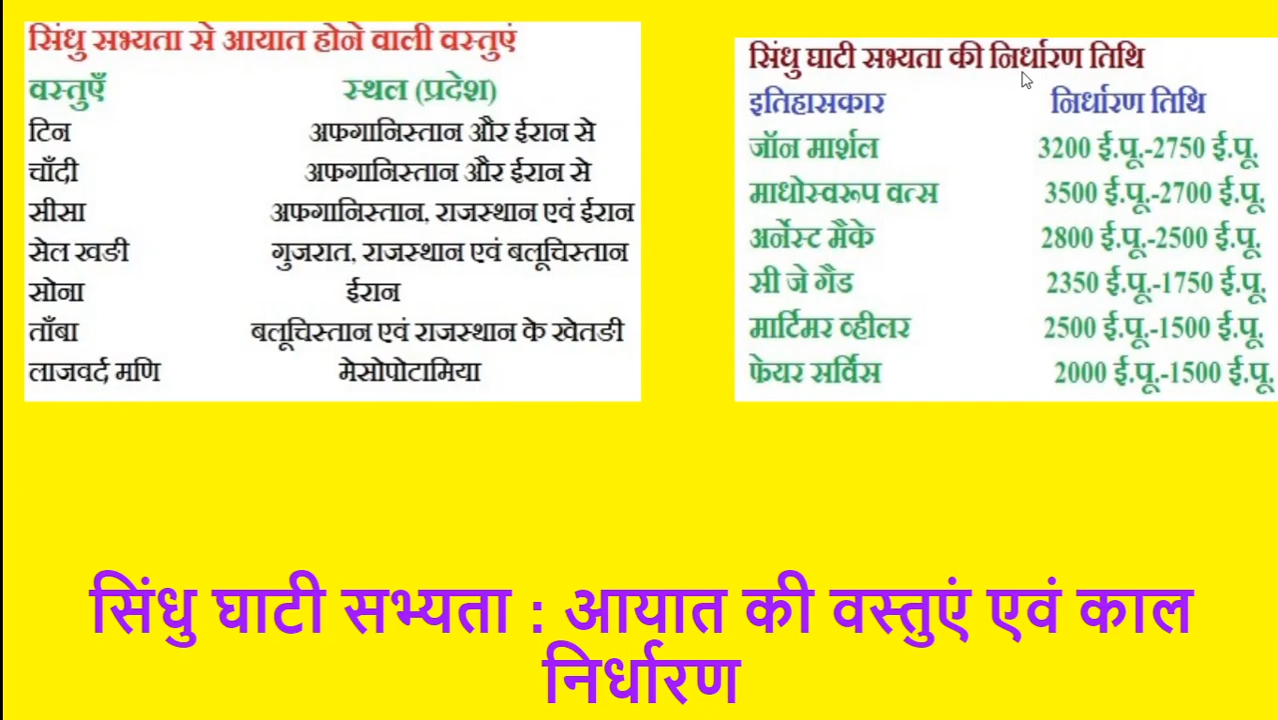 सिंधु सभ्यता से आयात होने वाली वस्तुएं
वस्तुएँ स्थल (प्रदेश)
टिन अफगानिस्तान और ईरान से
चाँदी अफगानिस्तान और ईरान से
सीसा अफगानिस्तान, राजस्थान एवं ईरान
सेल खडी गुजरात, राजस्थान एवं बलूचिस्तान
सोना ईरान
ताँबा बलूचिस्तान एवं राजस्थान के खेतडी
लाजवर्द मणि मेसोपोटामिया
सिंधु घाटी सभ्यता की निर्धारण तिथि
इतिहासकार निर्धारण तिथि
जॉन मार्शल 3200 ई.पू.-2750 ई.पू.
माधोस्वरूप वत्स 3500 ई.पू.-2700 ई.पू.
अर्नेस्ट मैके 2800 ई.पू.-2500 ई.पू.
सी जे गैड 2350 ई.पू.-1750 ई.पू.
मार्टिमर व्हीलर 2500 ई.पू.-1500 ई.पू.
फेयर सर्विस 2000 ई.पू.-1500 ई.पू.
सिंधु घाटी सभ्यता : आयात की वस्तुएं एवं काल
निर्धारण